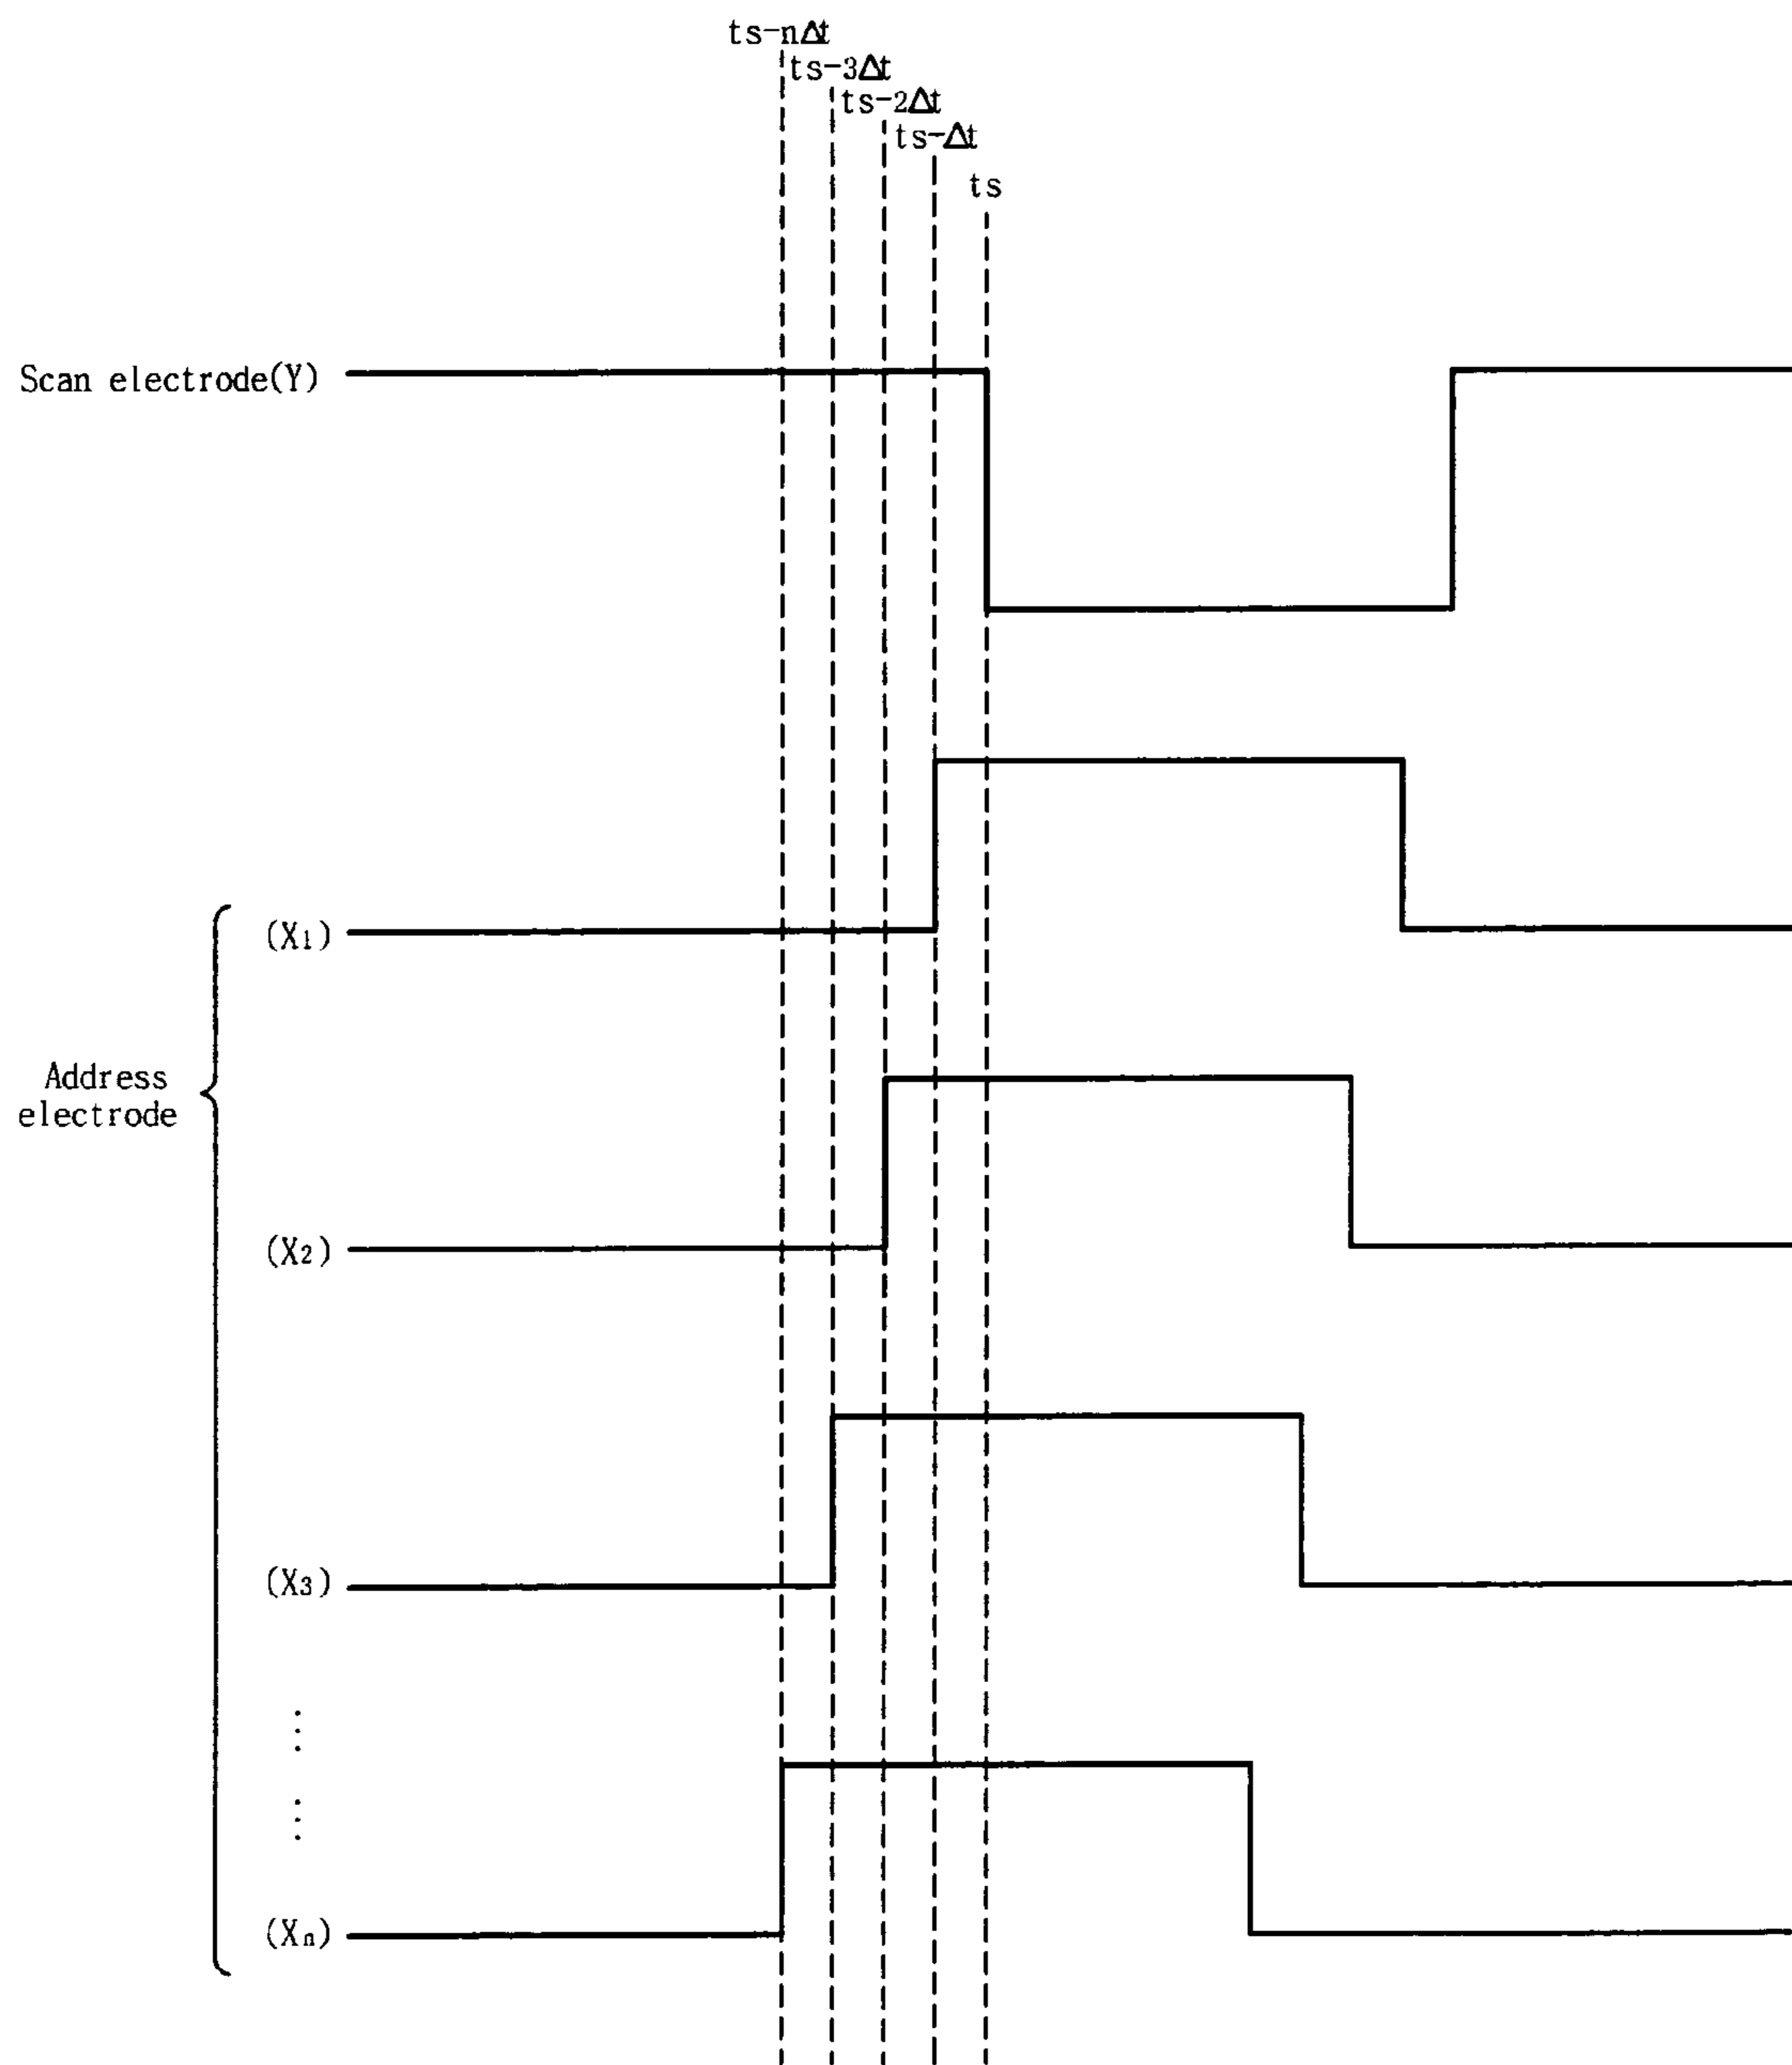 ts-nΔt
ts-3Δt
ts-2Δt
ts-Δt
ts
Scan electrode(Y)
(X1)
Address
electrode
(X2)
(X3)
(Xn)